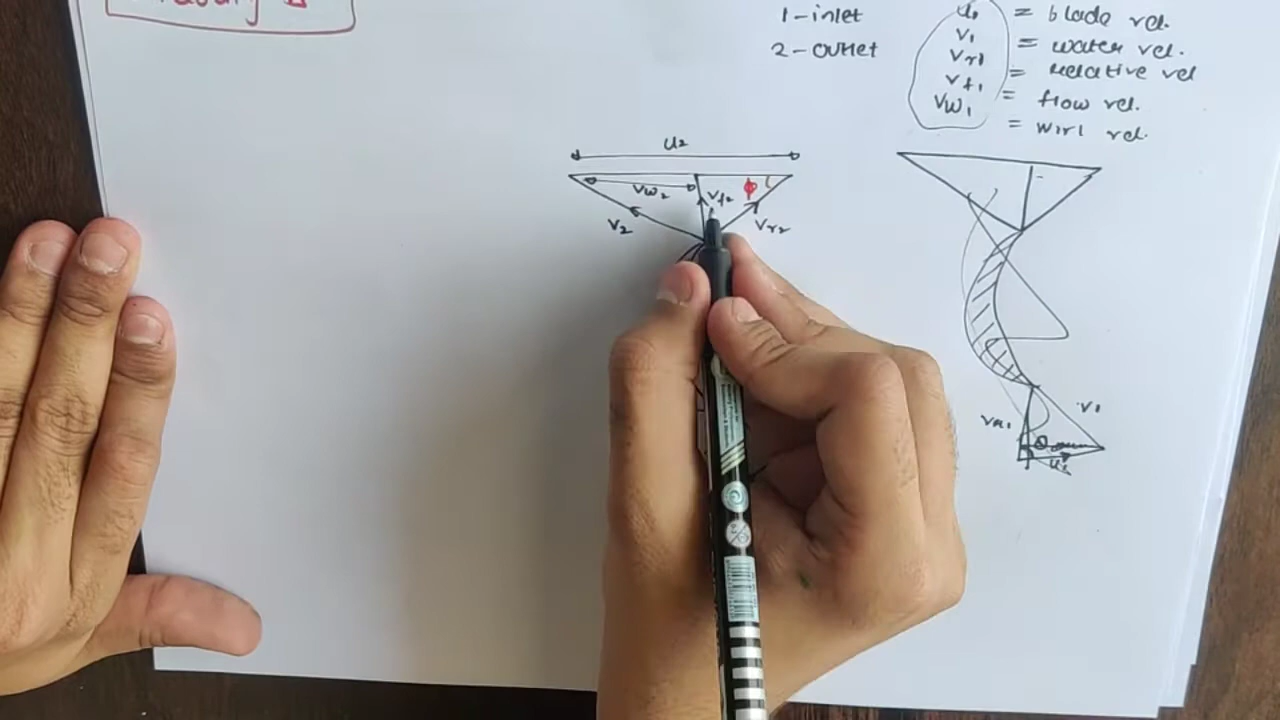 1-inlet
2-outlet
u₁ = blade vel.
V₁ = water vel.
Vr1 = relative vel
Vf₁ = flow vel.
Vw₁ = wirl vel.
u₂
Vw₂
Vf₂
ϕ
V₂
Vr₂
V₁
θ
u₁